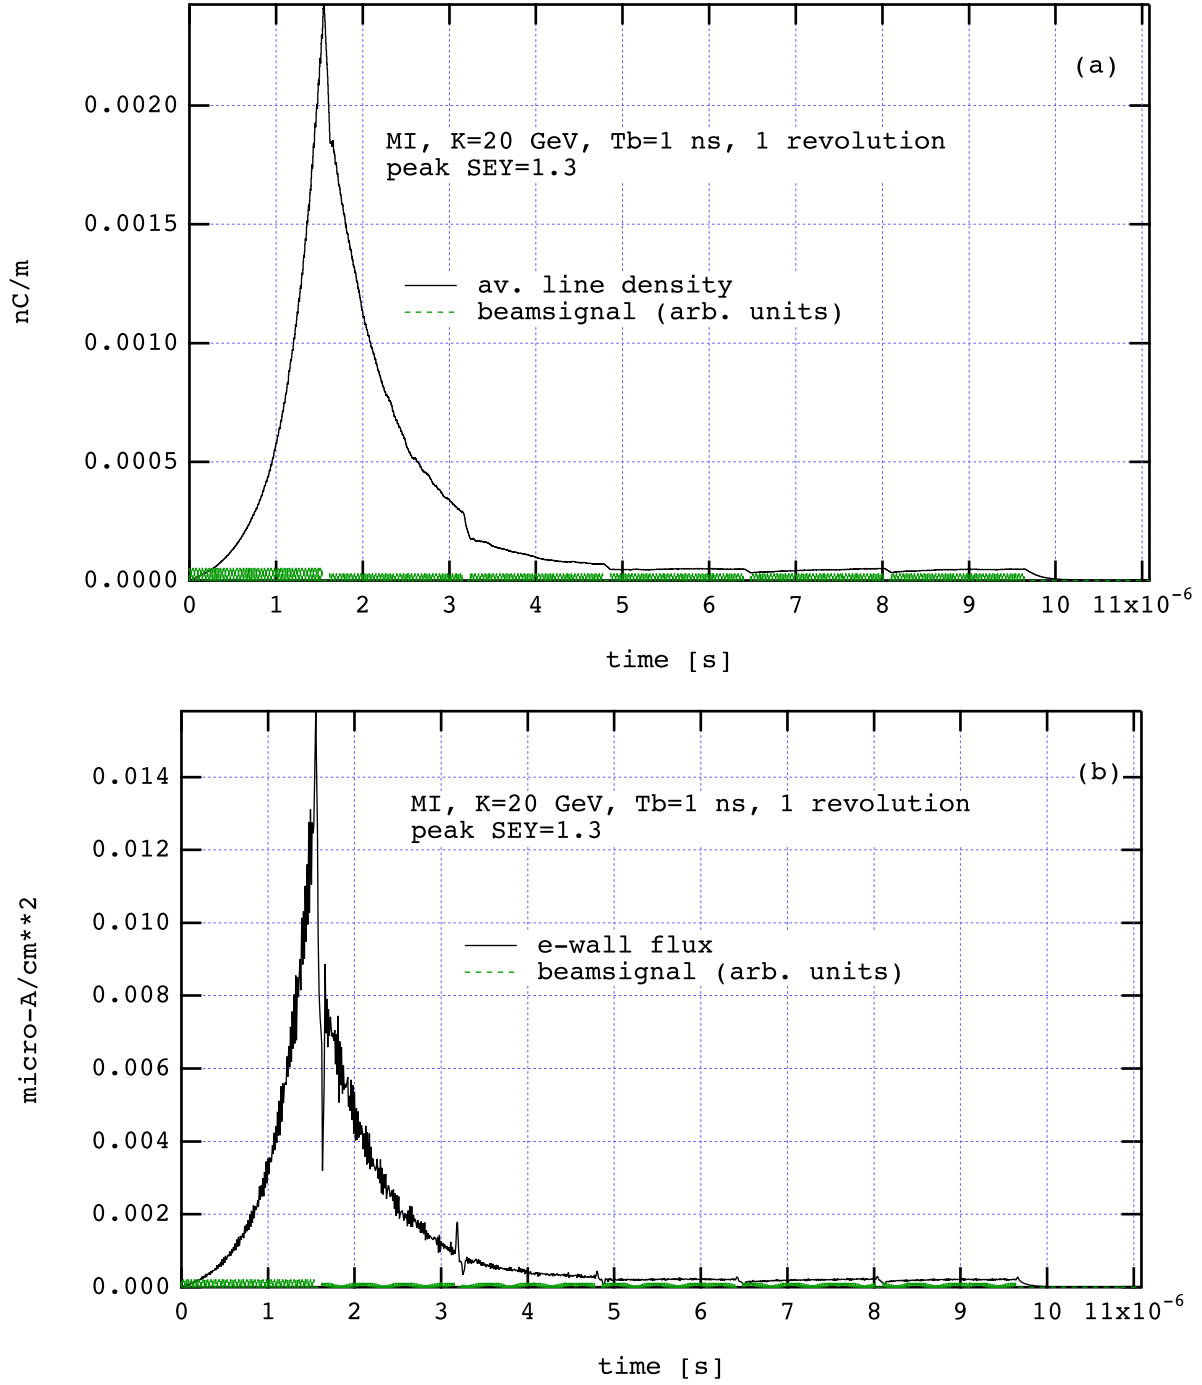 (a)
0.0020
MI, K=20 GeV, Tb=1 ns, 1 revolution
peak SEY=1.3
0.0015
nC/m
av. line density
beamsignal (arb. units)
0.0010
0.0005
0.0000
0 1 2 3 4 5 6 7 8 9 10 11x10-6
time [s]
(b)
0.014
MI, K=20 GeV, Tb=1 ns, 1 revolution
peak SEY=1.3
0.012
0.010
micro-A/cm**2
e-wall flux
beamsignal (arb. units)
0.008
0.006
0.004
0.002
0.000
0 1 2 3 4 5 6 7 8 9 10 11x10-6
time [s]